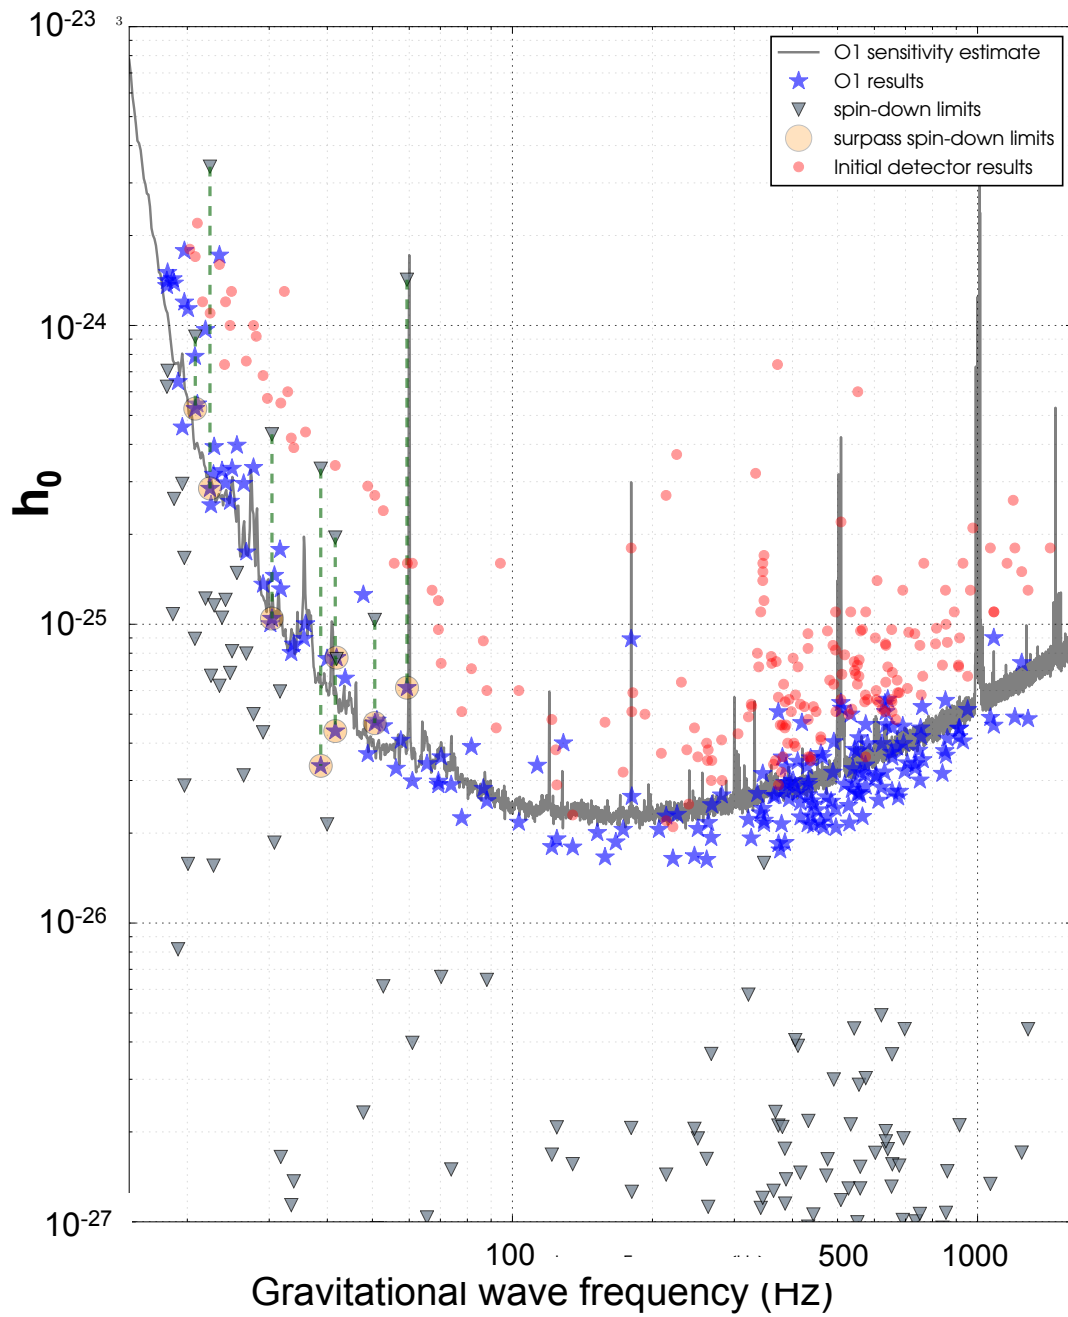 10-23 3
O1 sensitivity estimate
O1 results
spin-down limits
surpass spin-down limits
Initial detector results
10-24
h0
10-25
10-26
10-27
100 500 1000
Gravitational wave frequency (Hz)